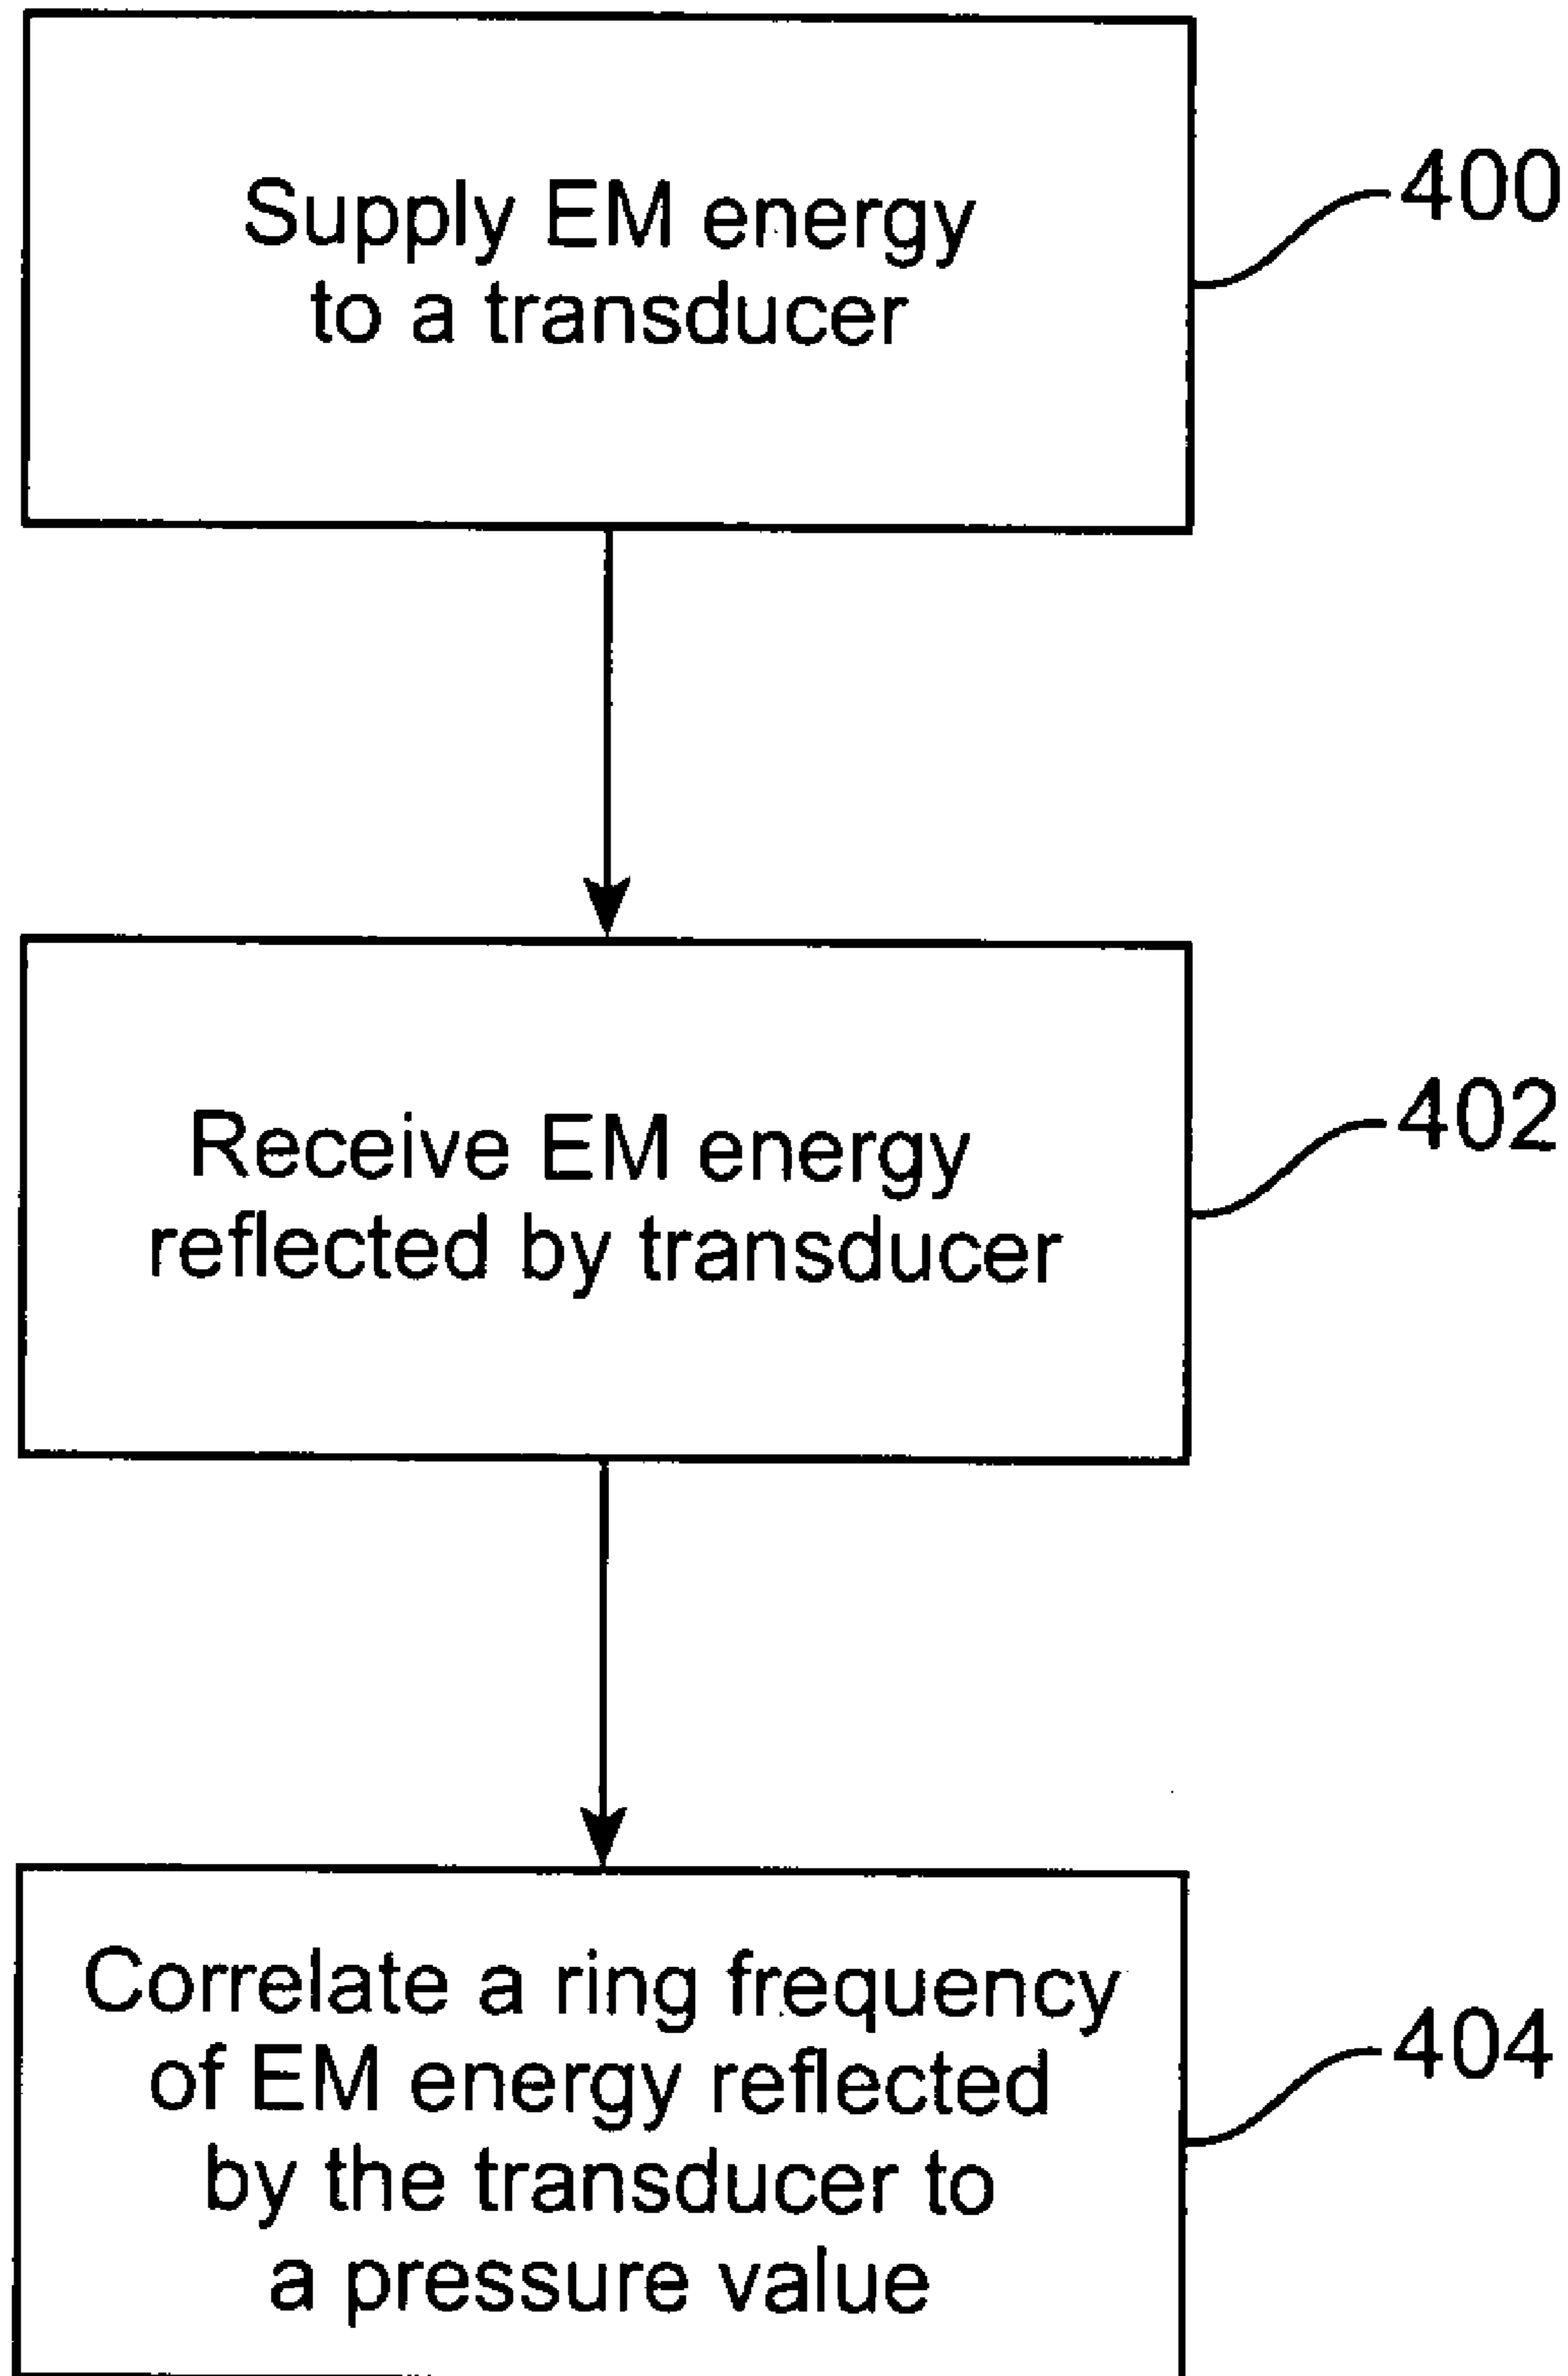 Supply EM energy
to a transducer
400
Receive EM energy
reflected by transducer
402
Correlate a ring frequency
of EM energy reflected
by the transducer to
a pressure value
404